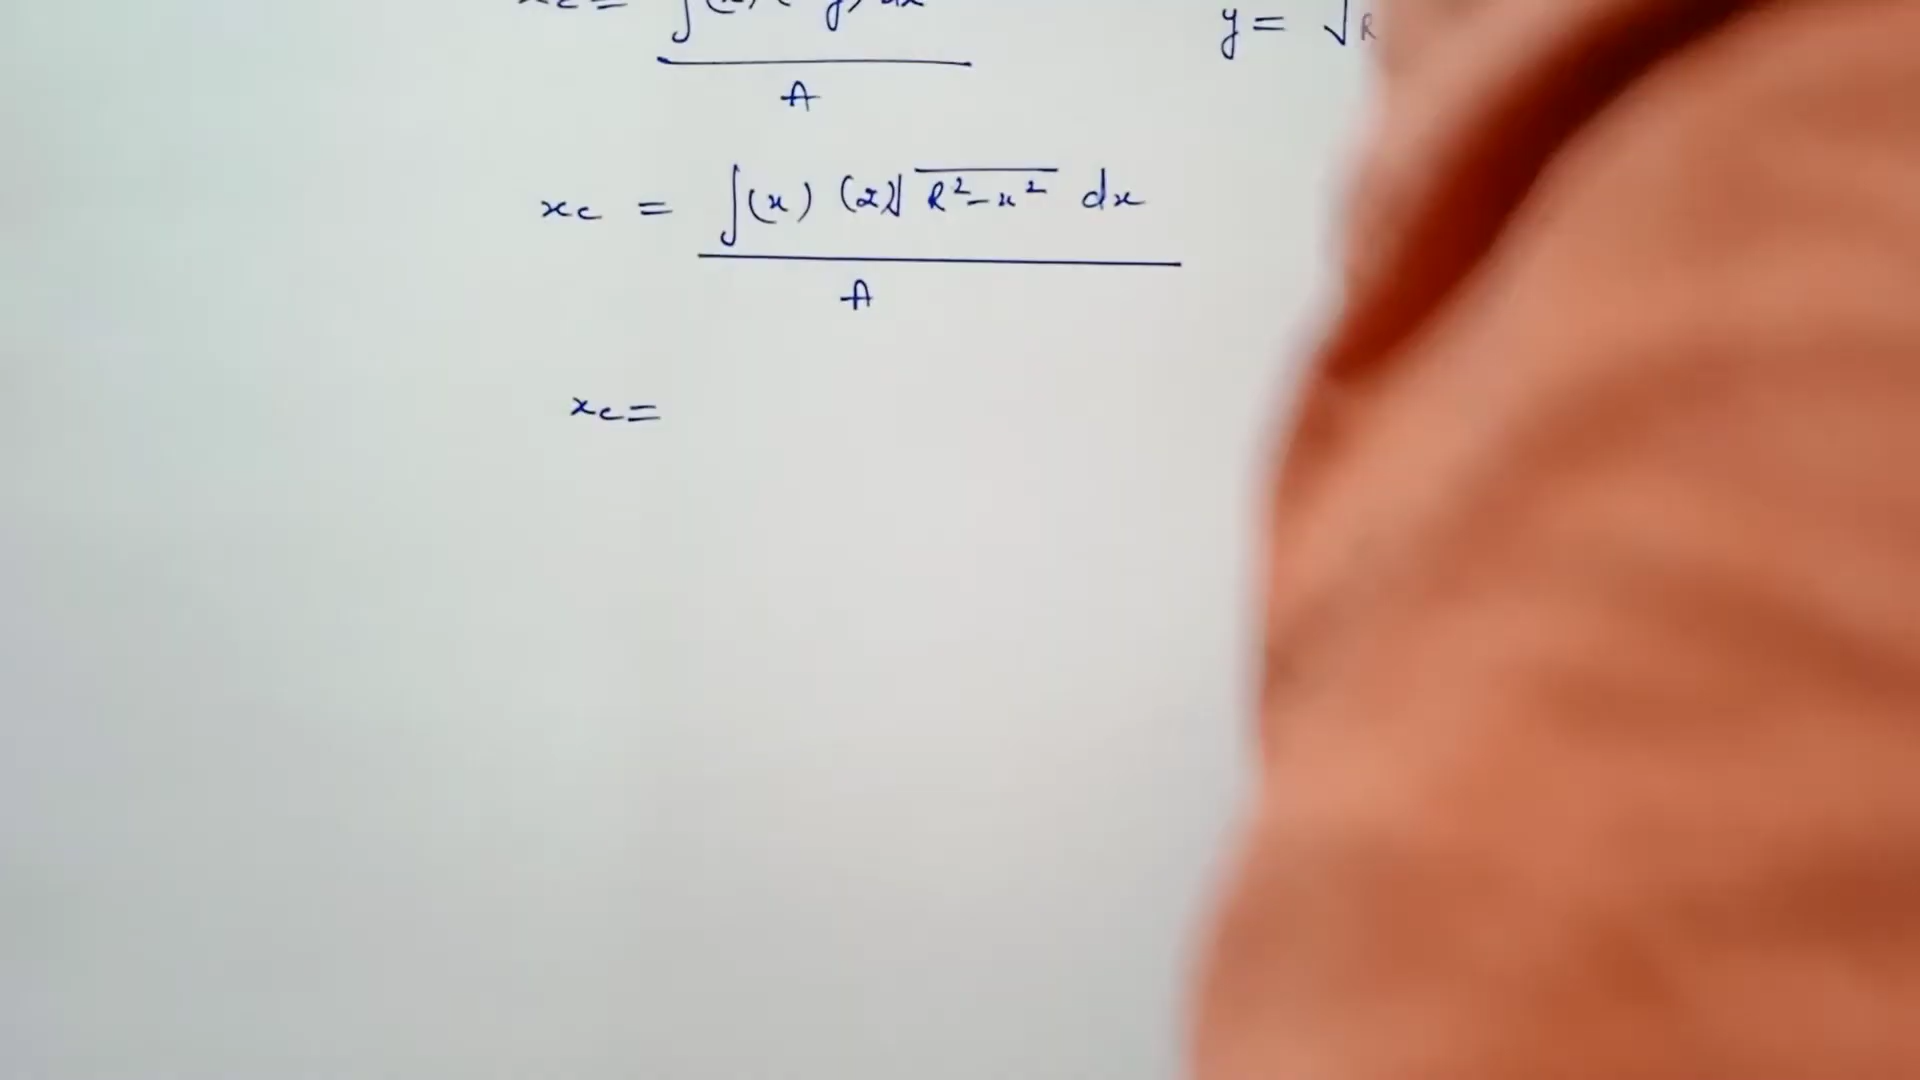 y = √R
A
xc = ∫(x) (2)√R²-x² dx
A
xc=